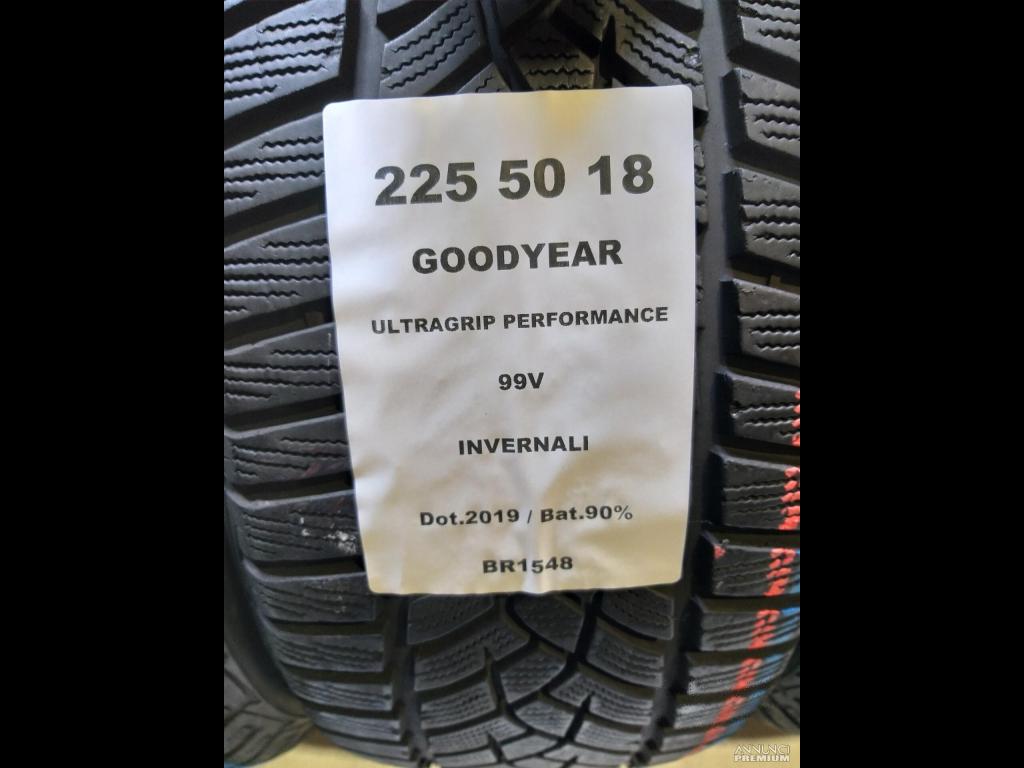 225 50 18
GOODYEAR
ULTRAGRIP PERFORMANCE
99V
INVERNALI
Dot.2019 / Bat.90%
BR1548
ANNUNCI
PREMIUM